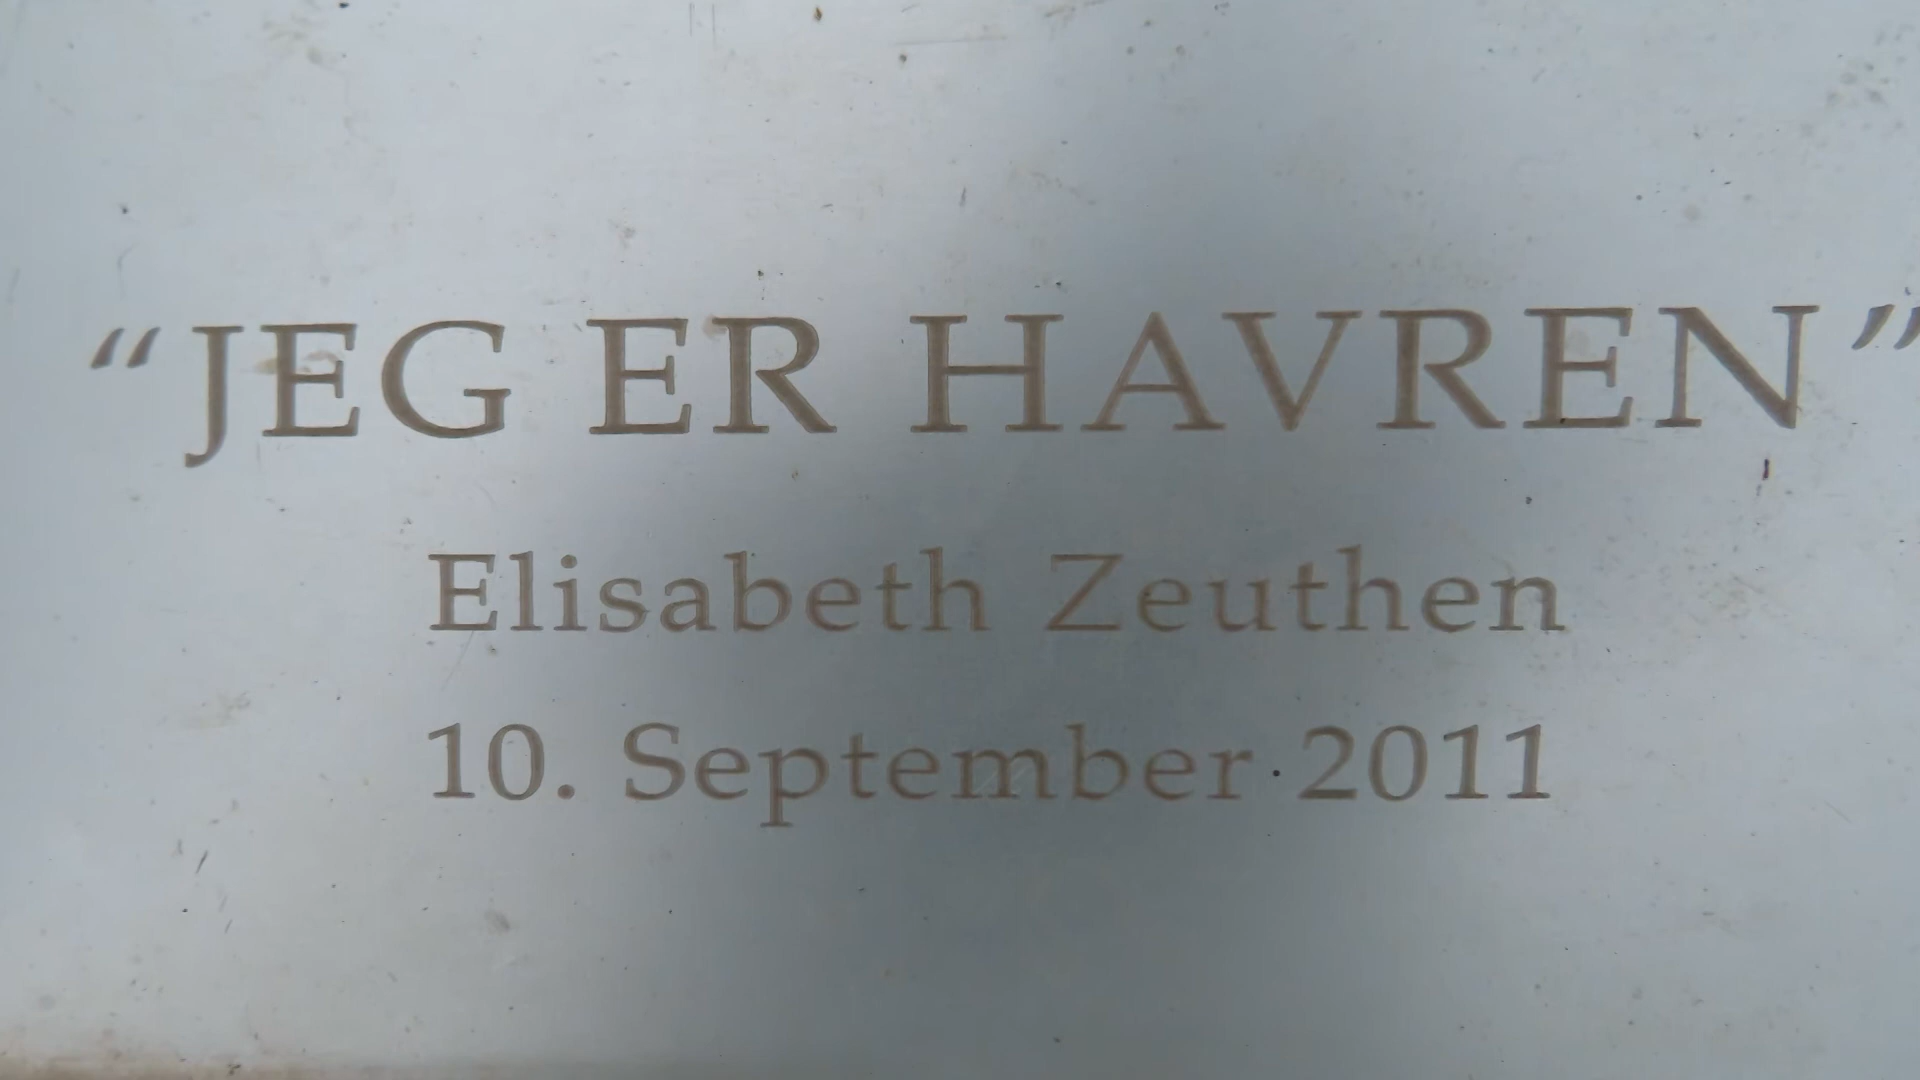 “JEG ER HAVREN”
Elisabeth Zeuthen
10. September 2011